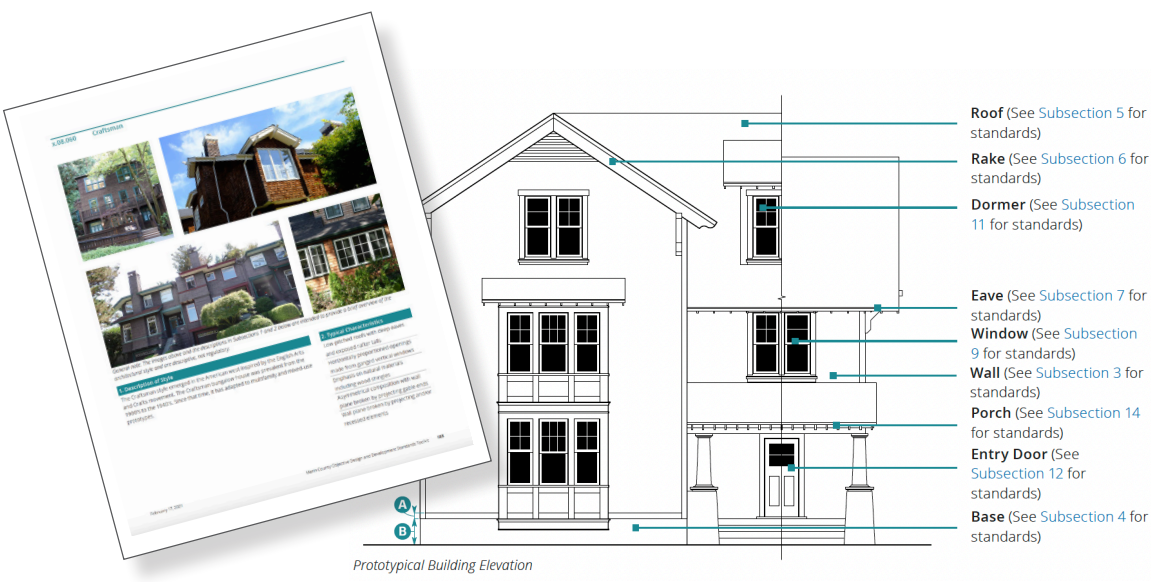 Craftsman
General note: The images above and the descriptions in Subsections 1 and 2 below are intended to provide a brief overview of the
architectural style and are descriptive, not regulatory.
1. Description of Style
The Craftsman style emerged in the American west inspired by the English Arts
and Crafts movement. The Craftsman bungalow house was prevalent from the
1900's to the 1940's. Since that time, it has adapted to multifamily and mixed-use
prototypes.
2. Typical Characteristics
Low-pitched roofs with deep eaves
and exposed rafter tails
made from ganged vertical windows
Emphasis on natural materials
including wood shingles
Asymmetrical composition with wall
plane broken by projecting gable ends
Wall plane broken by projecting and/or
recessed elements
Marin County Objective Design and Development Standards Toolkit
February 17, 2021
A
B
Roof (See Subsection 5 for
standards)
Rake (See Subsection 6 for
standards)
Dormer (See Subsection
11 for standards)
Eave (See Subsection 7 for
standards)
Window (See Subsection
9 for standards)
Wall (See Subsection 3 for
standards)
Porch (See Subsection 14
for standards)
Entry Door (See
Subsection 12 for
standards)
Base (See Subsection 4 for
standards)
Prototypical Building Elevation